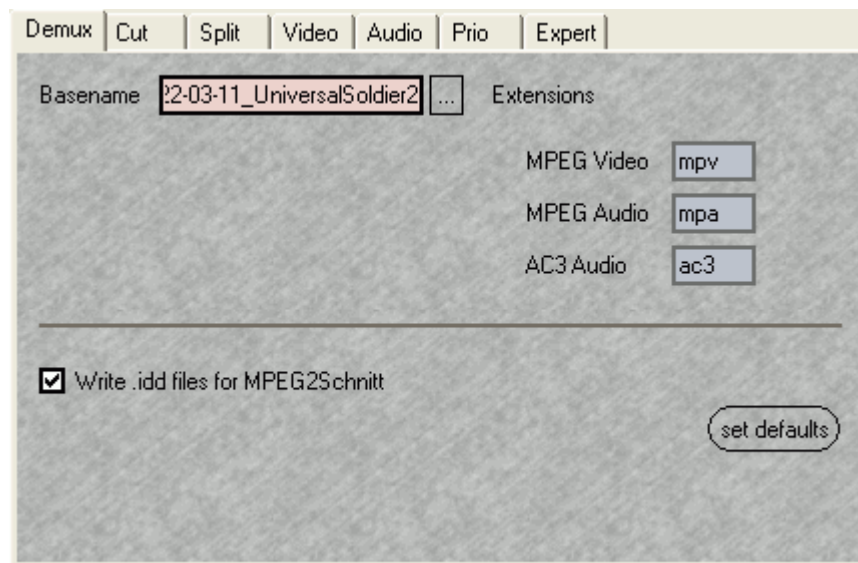 Demux Cut Split Video Audio Prio Expert
Basename 22-03-11_UniversalSoldier2 ... Extensions
MPEG Video mpv
MPEG Audio mpa
AC3 Audio ac3
Write .idd files for MPEG2Schnitt
set defaults